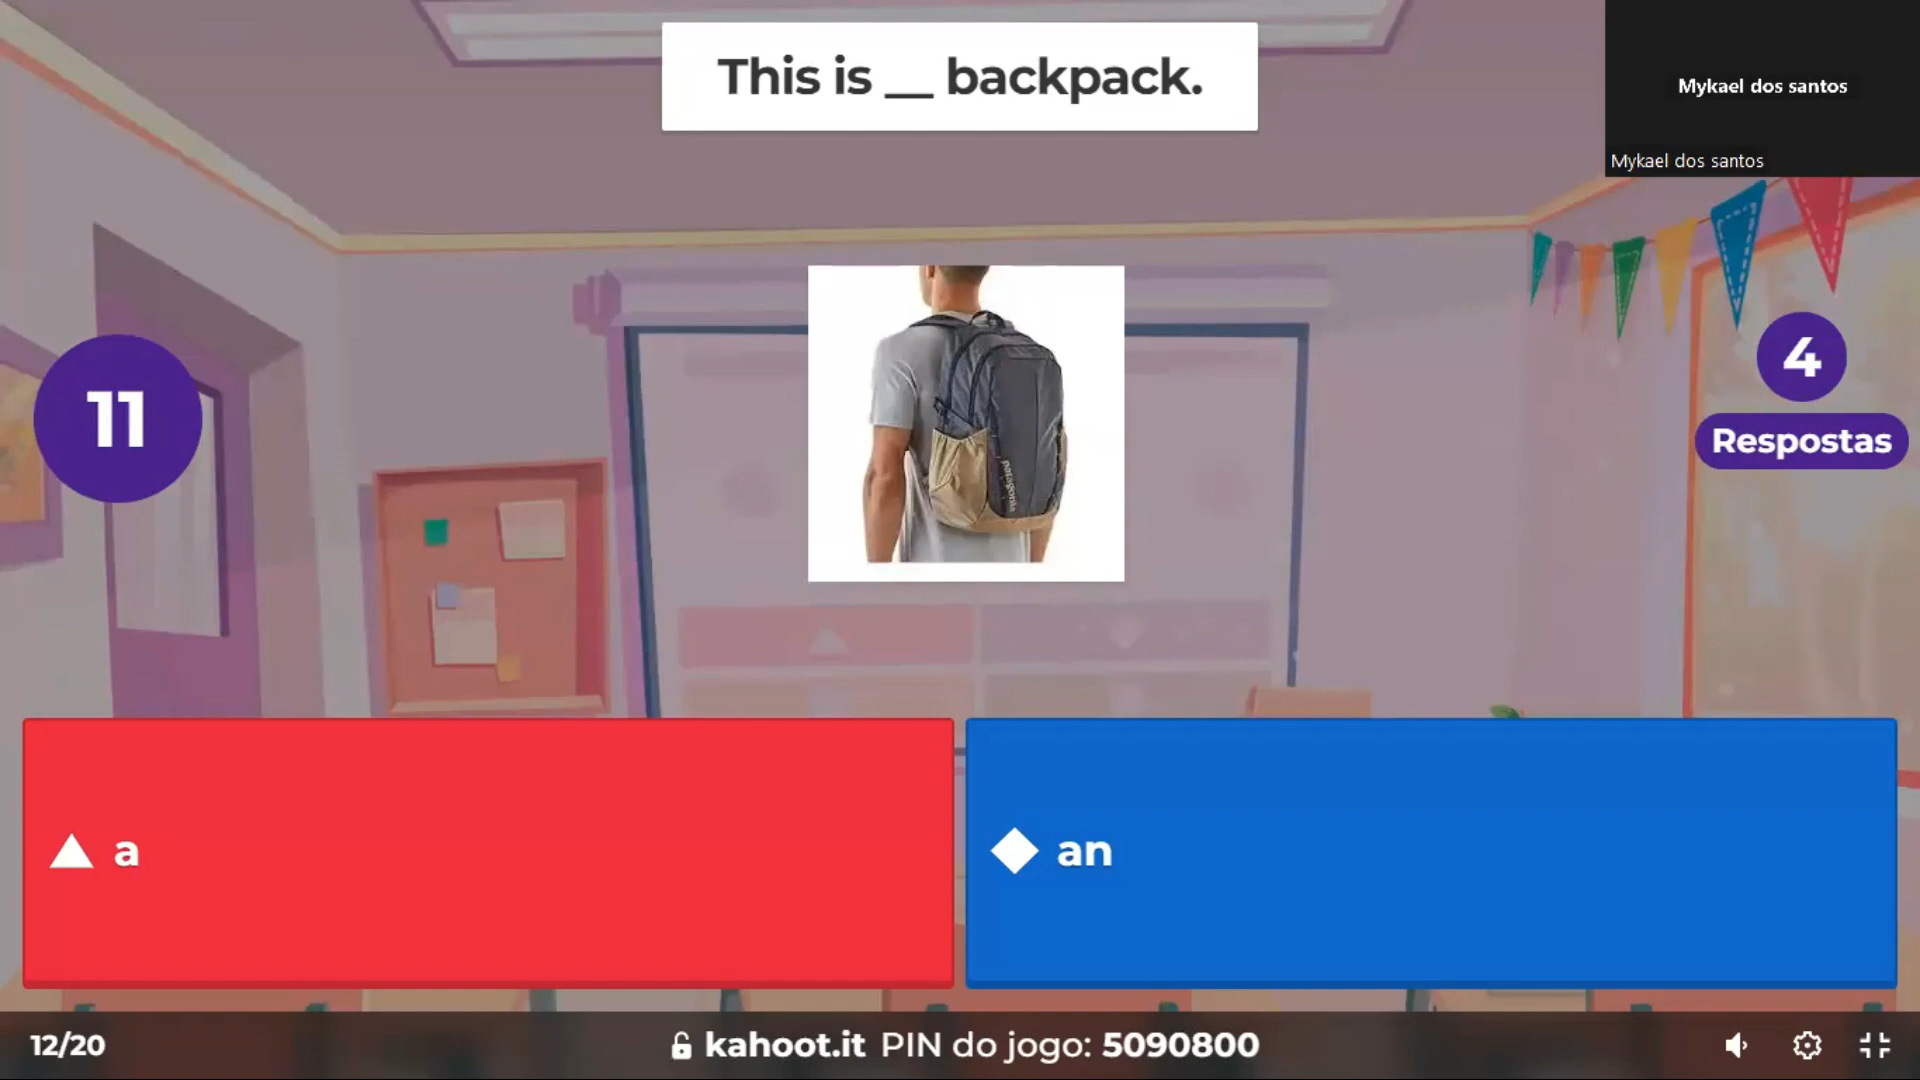 This is __ backpack.
Mykael dos santos
Mykael dos santos
11
4
Respostas
patagonia
a
an
12/20
kahoot.it PIN do jogo: 5090800